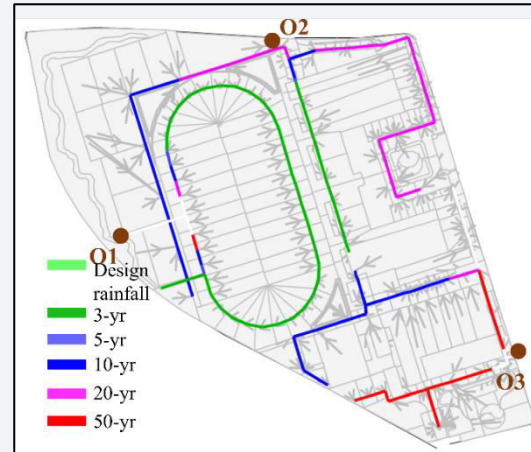 O2
O1
Design
rainfall
3-yr
5-yr
10-yr
20-yr
50-yr
O3